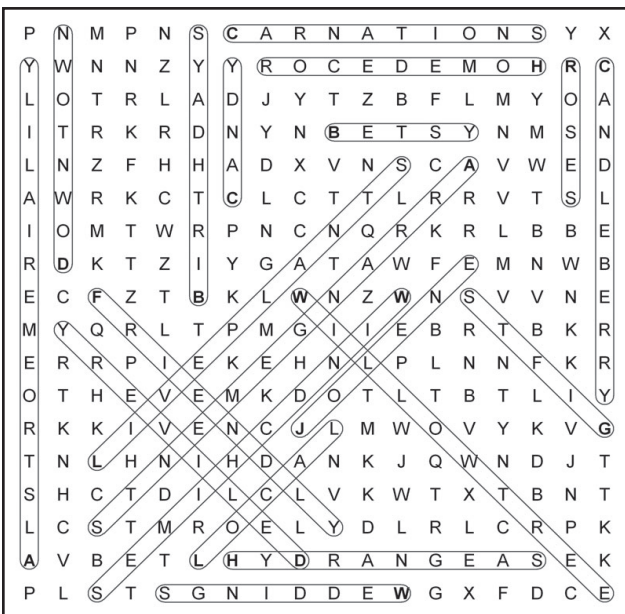 P N M P N S C A R N A T I O N S Y X
Y W N N Z Y Y R O C E D E M O H R C
L O T R L A D J Y T Z B F L M Y O A
I T R K R D N Y N B E T S Y N M S N
L N Z F H H A D X V N S C A V W E D
A W R K C T C L C T T L R R V T S L
I O M T W R P N C N Q R K R L B B E
R D K T Z I Y G A T A W F E M N W B
E C F Z T B K L W N Z W N S V V N E
M Y Q R L T P M G I I E B R T B K R
E R R P I E K E H N L P L N N F K R
O T H E V E M K D O T L T B T L I Y
R K K I V E N C J L M W O V Y K V G
T N L H N I H D A N K J Q W N D J T
S H C T D I L C L V K W T X T B N T
L C S T M R O E L Y D L R L C R P K
A V B E T L H Y D R A N G E A S E K
P L S T S G N I D D E W G X F D C E